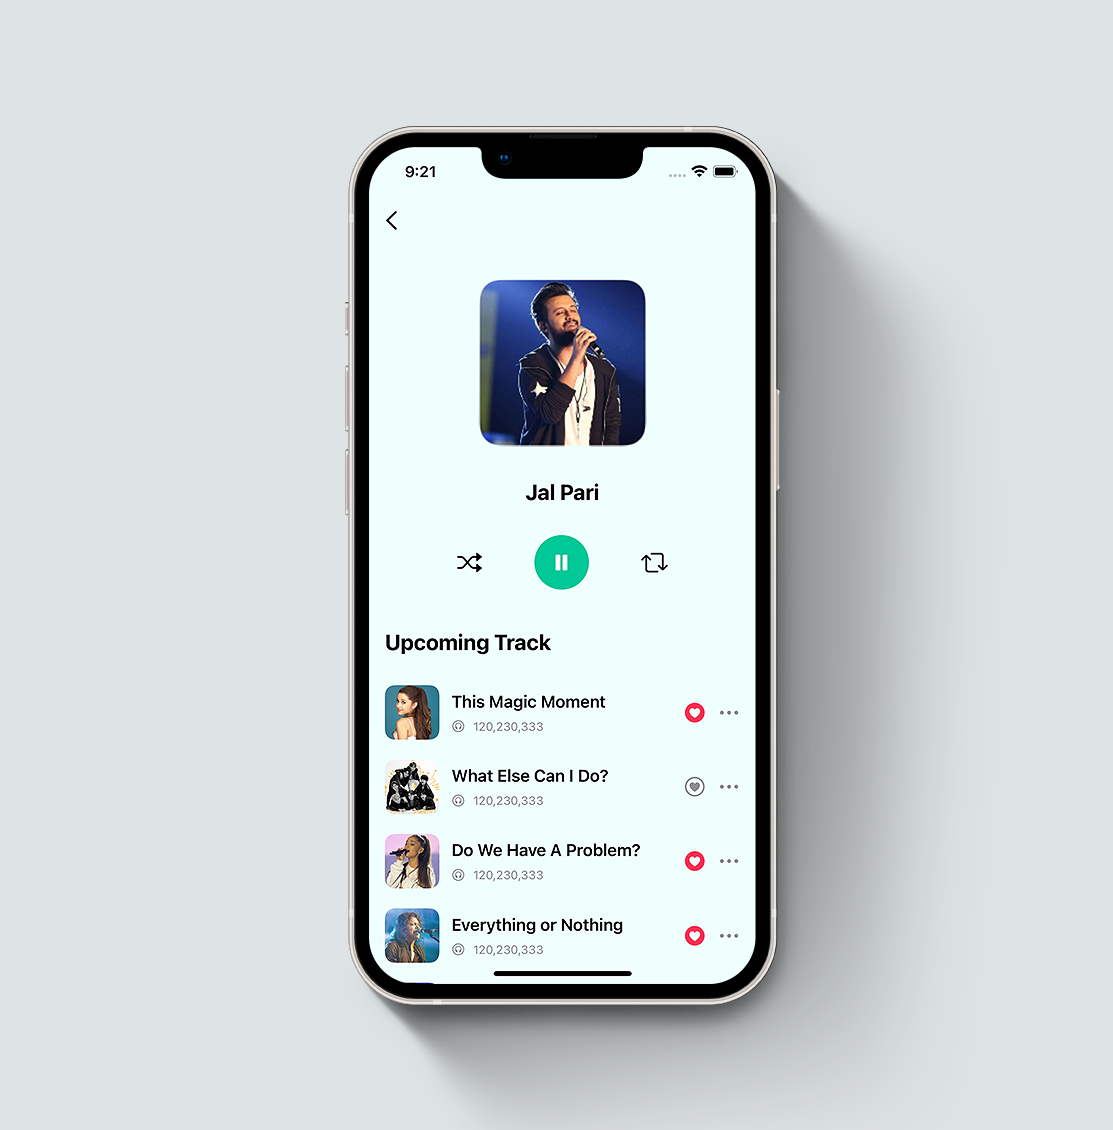 9:21
Jal Pari
Upcoming Track
This Magic Moment
120,230,333
What Else Can I Do?
120,230,333
Do We Have A Problem?
120,230,333
Everything or Nothing
120,230,333